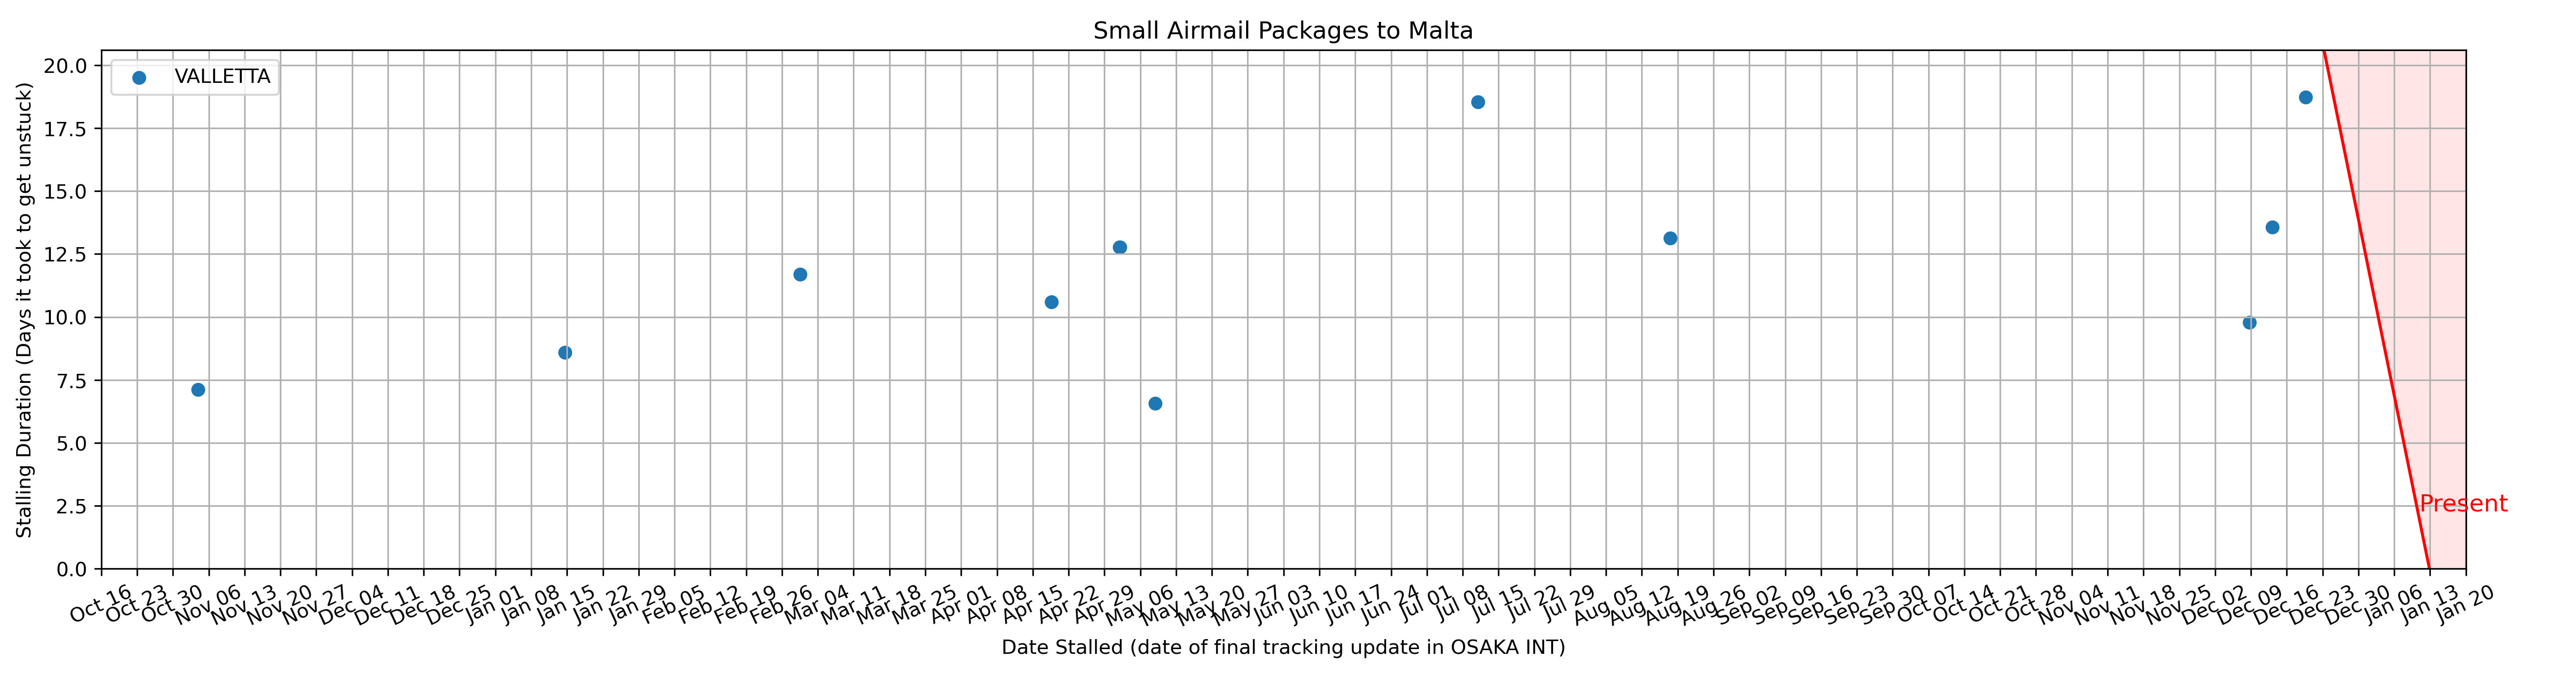 Small Airmail Packages to Malta
VALLETTA
Stalling Duration (Days it took to get unstuck)
20.0
17.5
15.0
12.5
10.0
7.5
5.0
2.5
0.0
Present
Oct 16
Oct 23
Oct 30
Nov 06
Nov 13
Nov 20
Nov 27
Dec 04
Dec 11
Dec 18
Dec 25
Jan 01
Jan 08
Jan 15
Jan 22
Jan 29
Feb 05
Feb 12
Feb 19
Feb 26
Mar 04
Mar 11
Mar 18
Mar 25
Apr 01
Apr 08
Apr 15
Apr 22
Apr 29
May 06
May 13
May 20
May 27
Jun 03
Jun 10
Jun 17
Jun 24
Jul 01
Jul 08
Jul 15
Jul 22
Jul 29
Aug 05
Aug 12
Aug 19
Aug 26
Sep 02
Sep 09
Sep 16
Sep 23
Sep 30
Oct 07
Oct 14
Oct 21
Oct 28
Nov 04
Nov 11
Nov 18
Nov 25
Dec 02
Dec 09
Dec 16
Dec 23
Dec 30
Jan 06
Jan 13
Jan 20
Date Stalled (date of final tracking update in OSAKA INT)